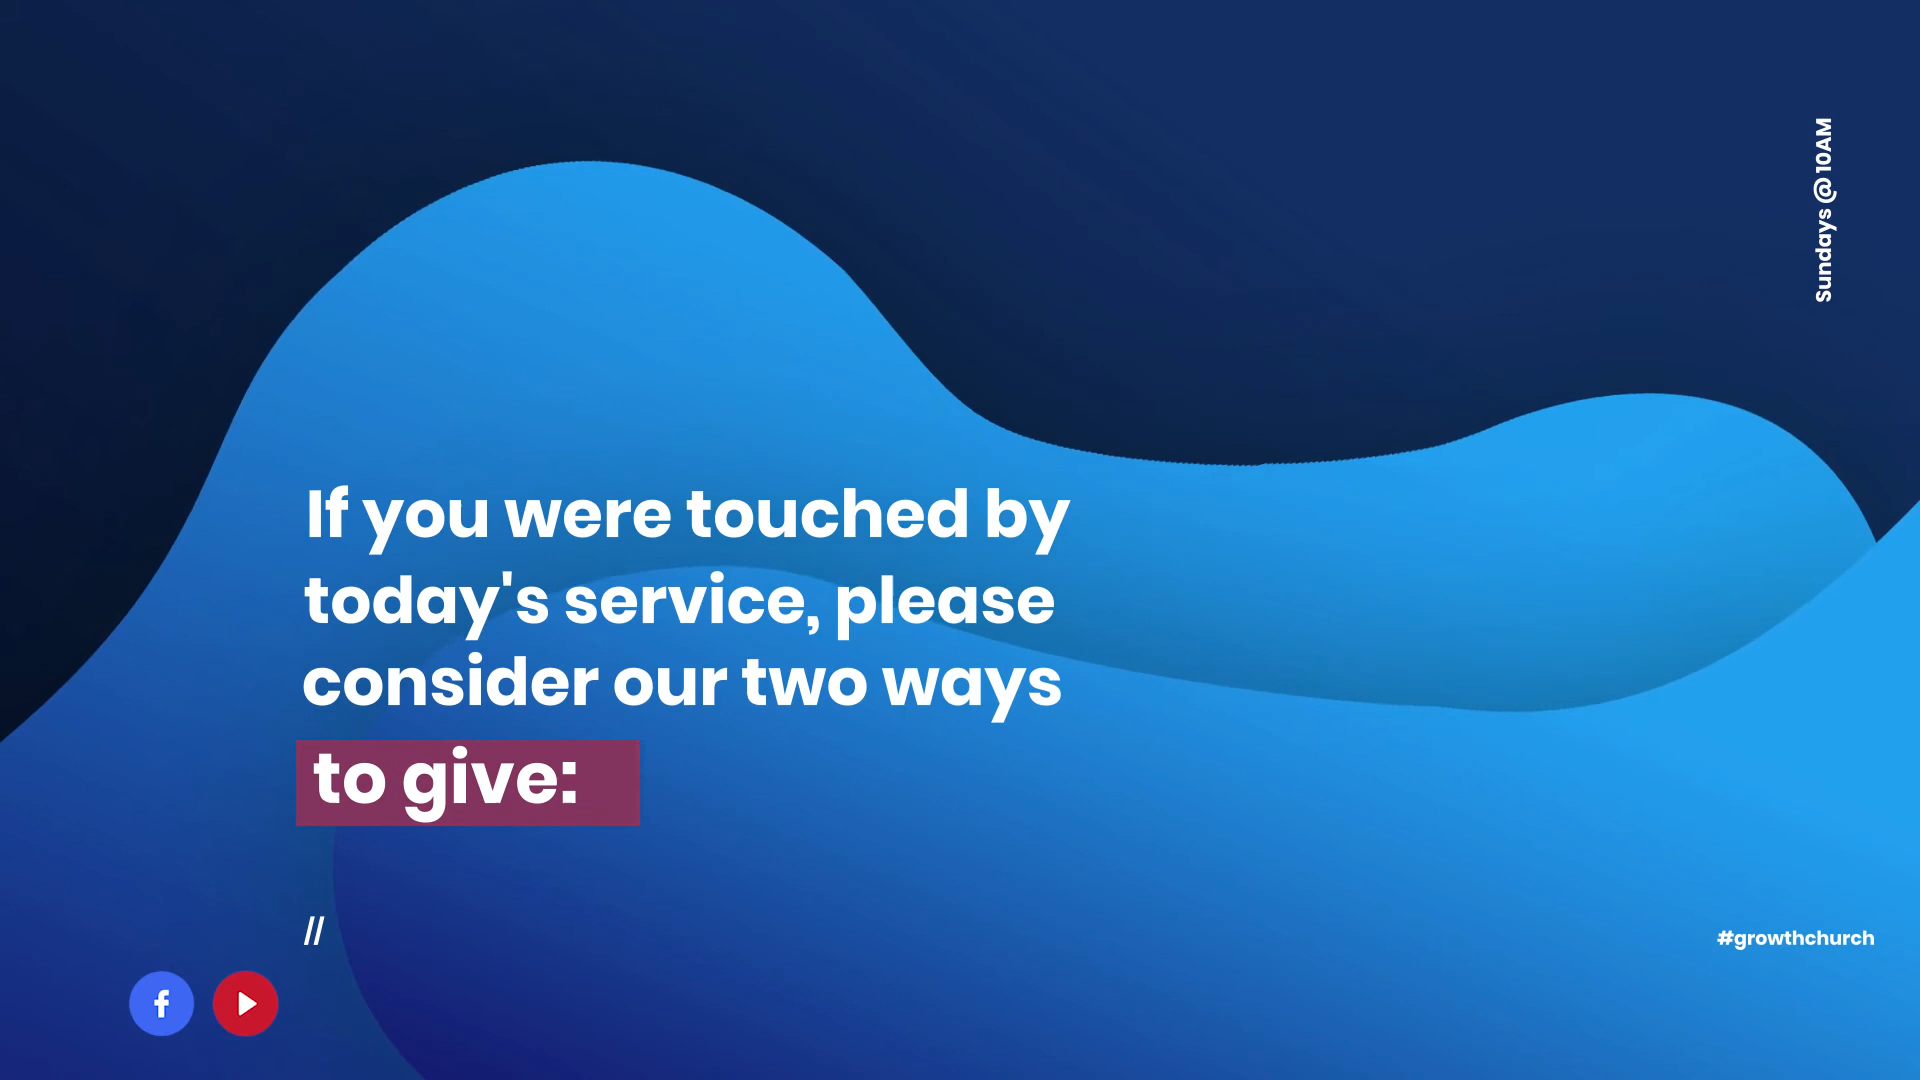 Sundays @10AM
If you were touched by
today's service, please
consider our two ways
to give:
//
#growthchurch
f